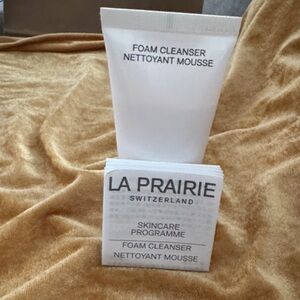 FOAM CLEANSER
NETTOYANT MOUSSE
LA PRAIRIE
SWITZERLAND
SKINCARE
PROGRAMME
FOAM CLEANSER
NETTOYANT MOUSSE